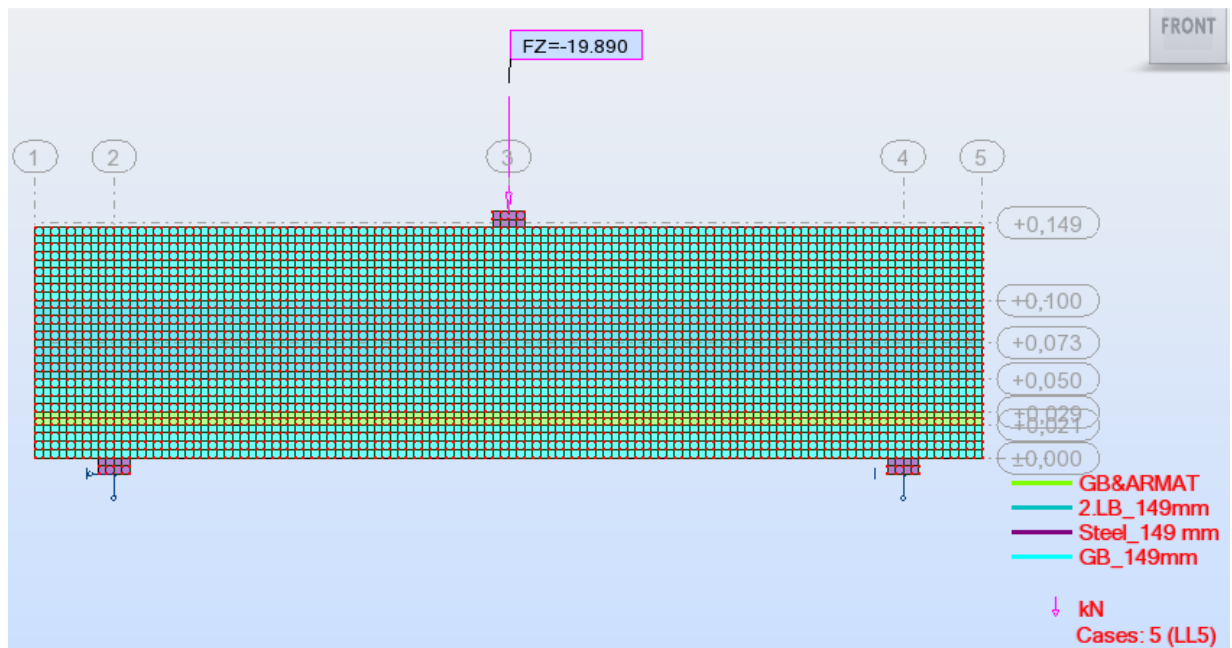 FRONT
FZ=-19.890
1
2
3
4
5
+0,149
+0,100
+0,073
+0,050
+0,029
+0,021
±0,000
GB&ARMAT
2.LB_149mm
Steel_149 mm
GB_149mm
kN
Cases: 5 (LL5)